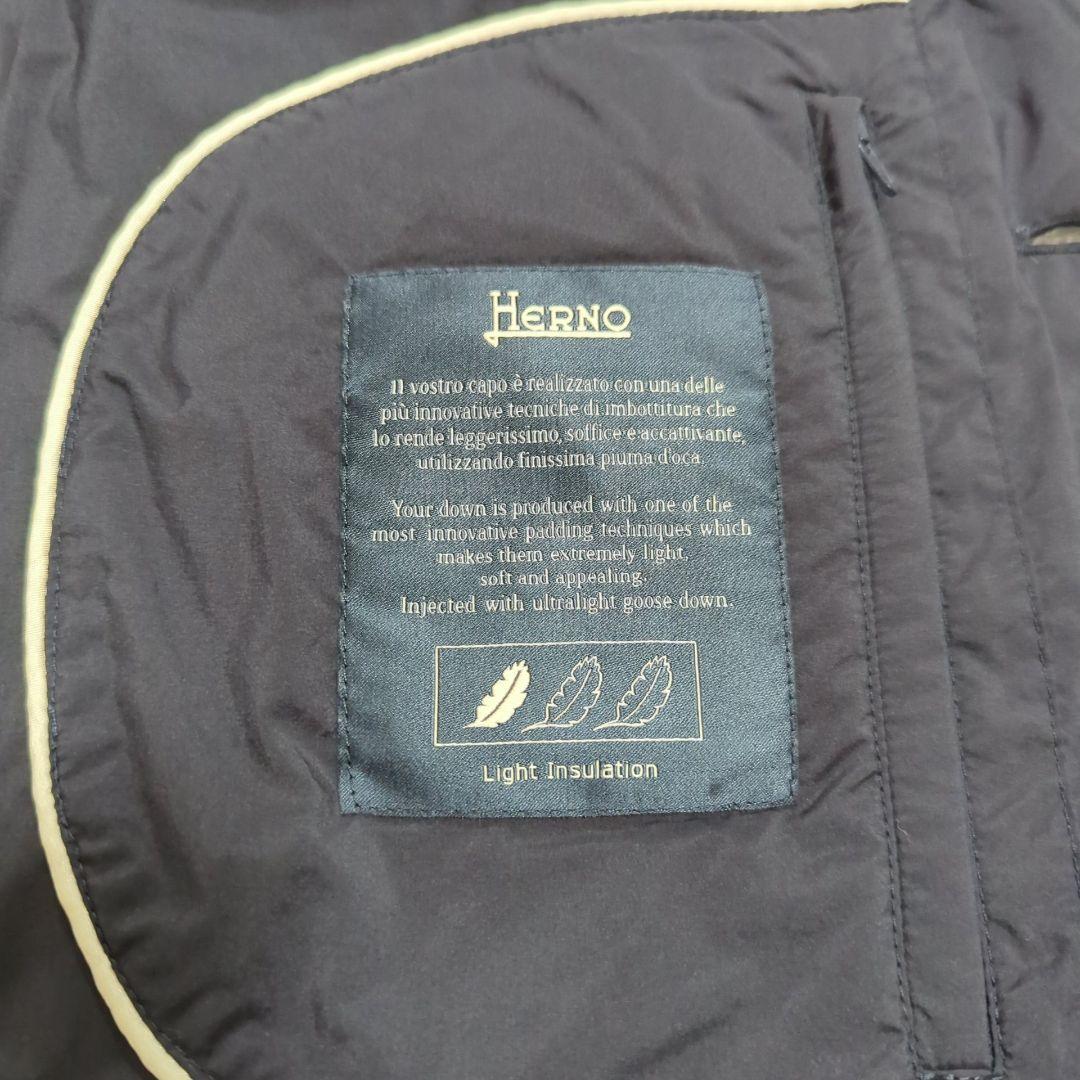 HERNO
Il vostro capo è realizzato con una delle
più innovative tecniche di imbottitura che
lo rende leggerissimo, soffice e accattivante,
utilizzando finissima piuma d'oca.
Your down is produced with one of the
most innovative padding techniques which
makes them extremely light,
soft and appealing.
Injected with ultralight goose down.
Light Insulation